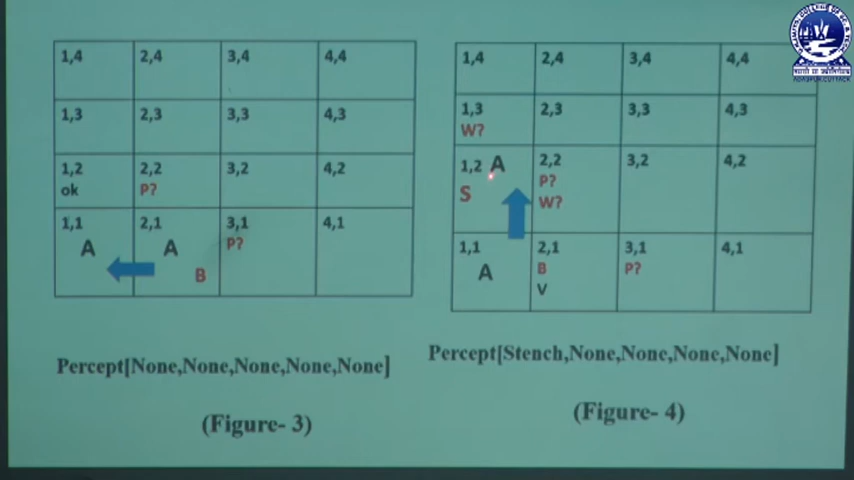 1,4 2,4 3,4 4,4
1,3 2,3 3,3 4,3
1,2 2,2 3,2 4,2
ok P?
1,1 2,1 3,1 4,1
A A P?
B
Percept[None,None,None,None,None]
(Figure- 3)
1,4 2,4 3,4 4,4
1,3 2,3 3,3 4,3
W?
1,2 A 2,2 3,2 4,2
S P?
W?
1,1 2,1 3,1 4,1
A B P?
V
Percept[Stench,None,None,None,None]
(Figure- 4)